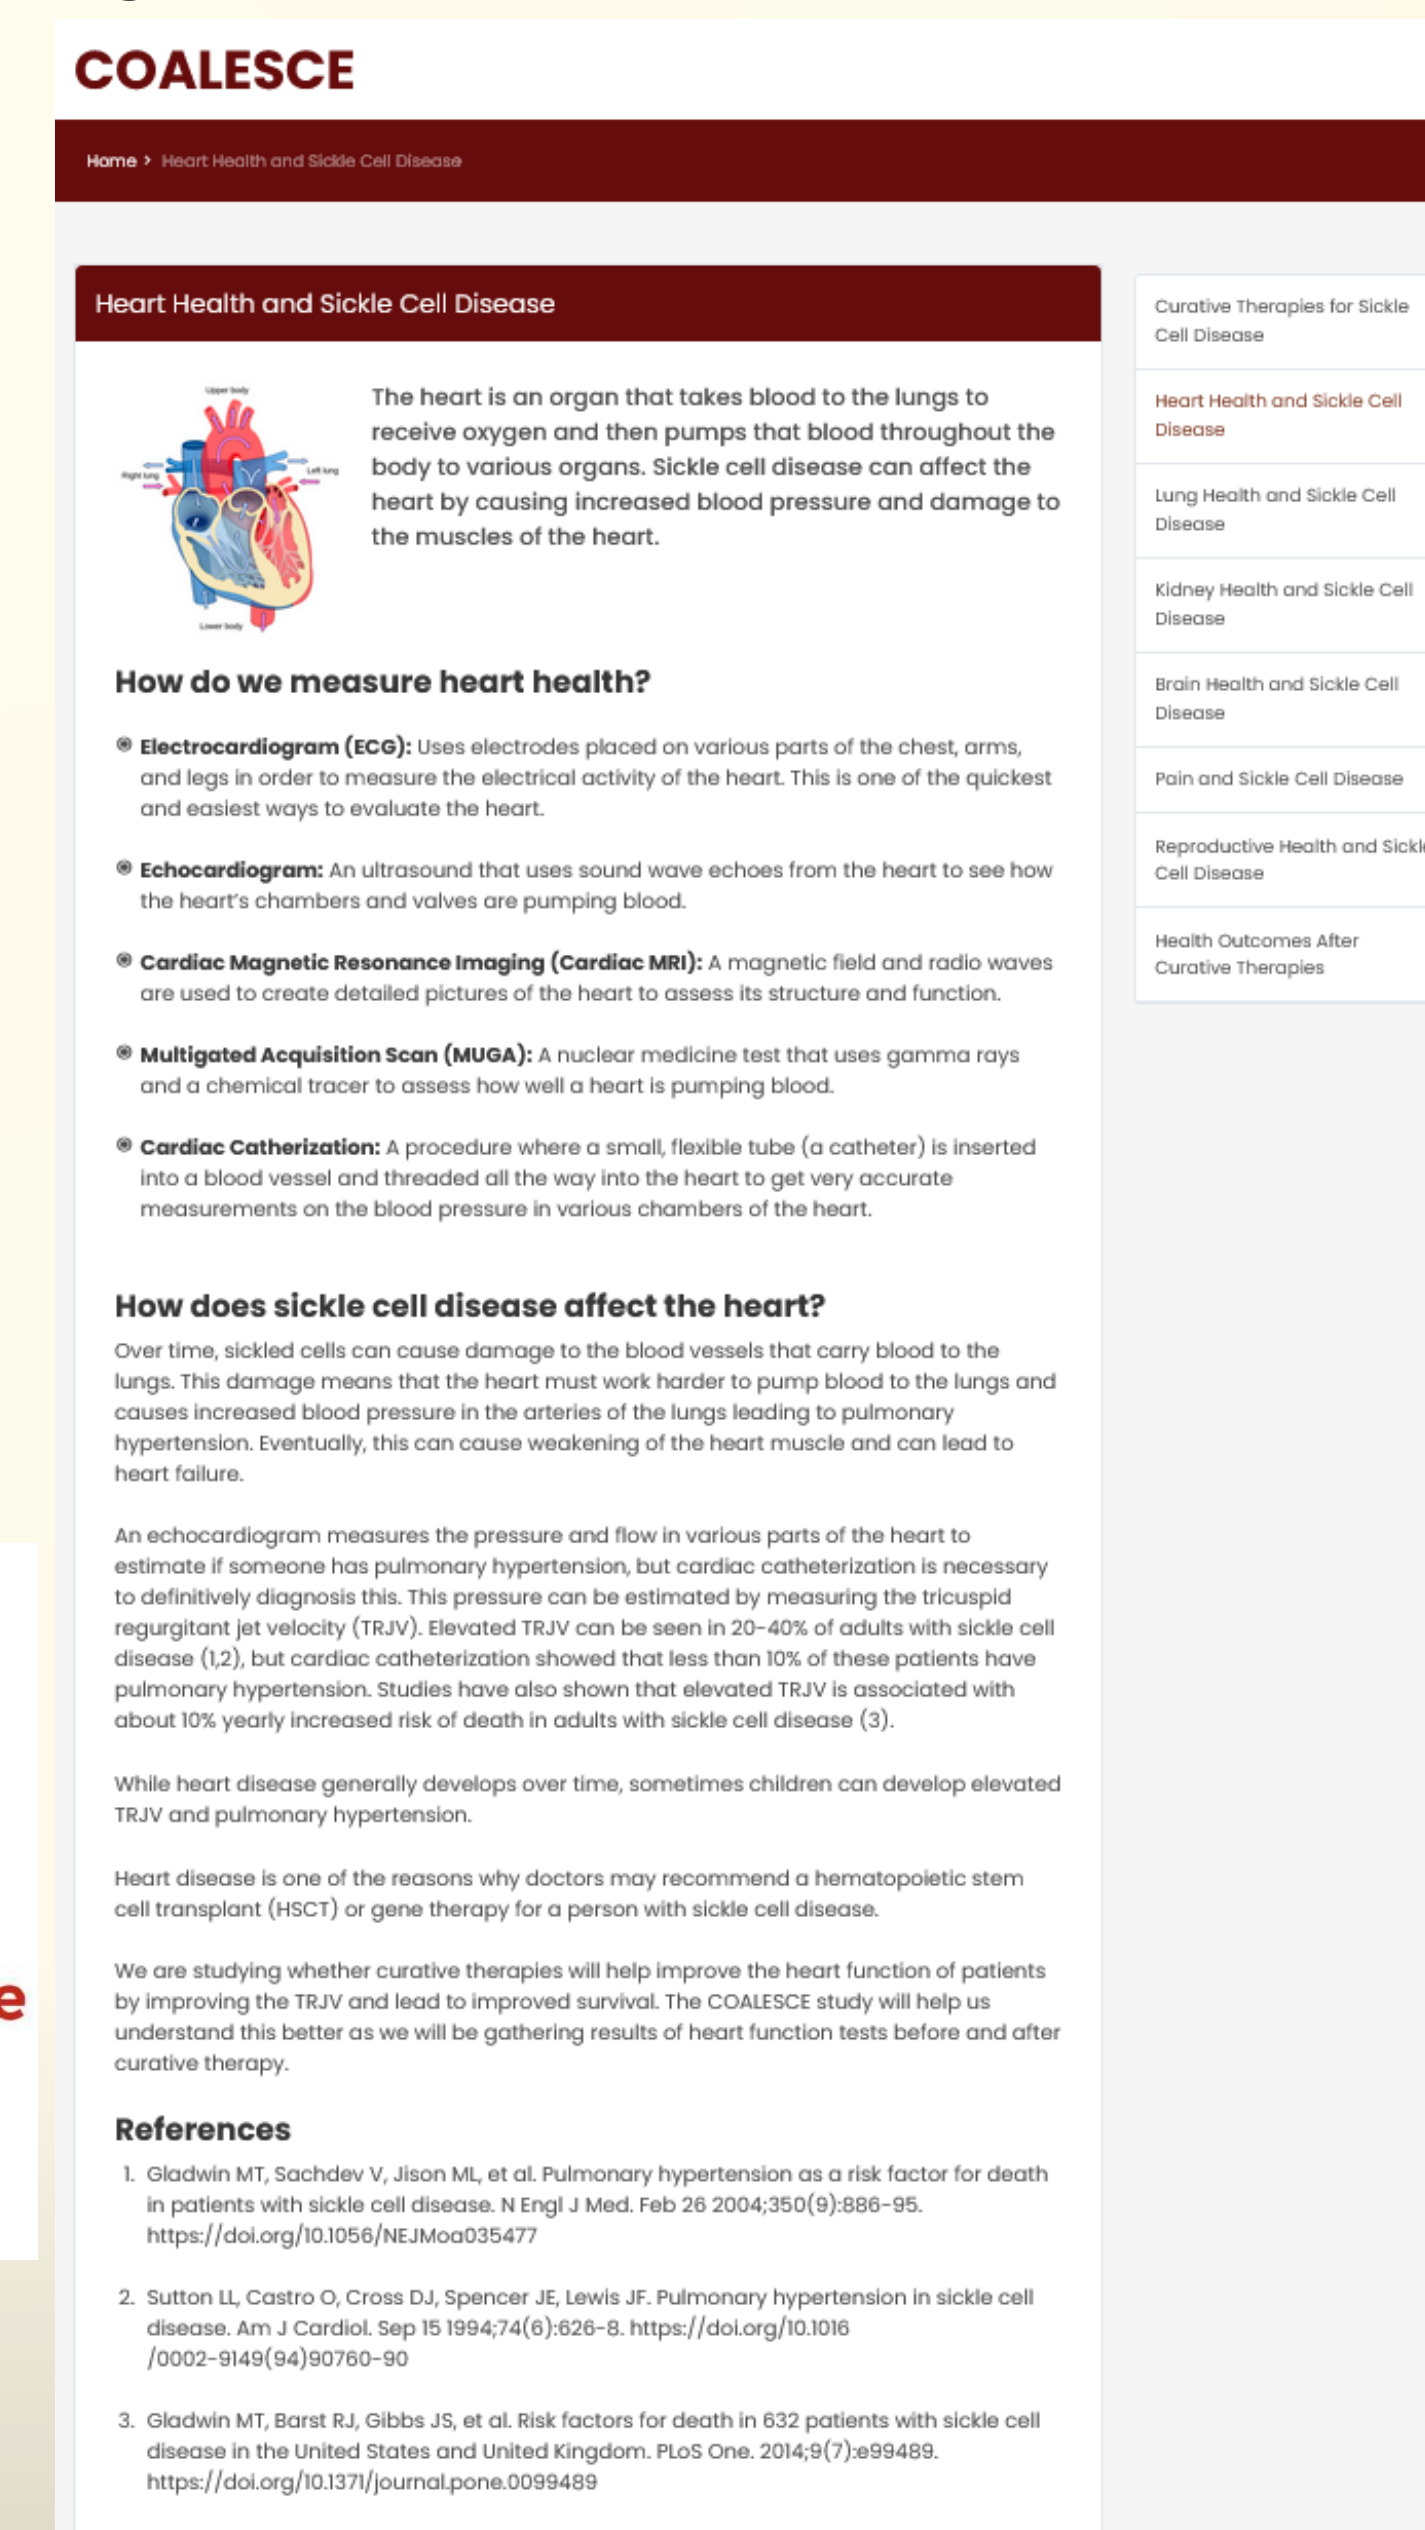 COALESCE
Home > Heart Health and Sickle Cell Disease
Heart Health and Sickle Cell Disease
Upper body
Right lung
Left lung
Lower body
The heart is an organ that takes blood to the lungs to
receive oxygen and then pumps that blood throughout the
body to various organs. Sickle cell disease can affect the
heart by causing increased blood pressure and damage to
the muscles of the heart.
How do we measure heart health?
Electrocardiogram (ECG): Uses electrodes placed on various parts of the chest, arms,
and legs in order to measure the electrical activity of the heart. This is one of the quickest
and easiest ways to evaluate the heart.
Echocardiogram: An ultrasound that uses sound wave echoes from the heart to see how
the heart's chambers and valves are pumping blood.
Cardiac Magnetic Resonance Imaging (Cardiac MRI): A magnetic field and radio waves
are used to create detailed pictures of the heart to assess its structure and function.
Multigated Acquisition Scan (MUGA): A nuclear medicine test that uses gamma rays
and a chemical tracer to assess how well a heart is pumping blood.
Cardiac Catherization: A procedure where a small, flexible tube (a catheter) is inserted
into a blood vessel and threaded all the way into the heart to get very accurate
measurements on the blood pressure in various chambers of the heart.
How does sickle cell disease affect the heart?
Over time, sickled cells can cause damage to the blood vessels that carry blood to the
lungs. This damage means that the heart must work harder to pump blood to the lungs and
causes increased blood pressure in the arteries of the lungs leading to pulmonary
hypertension. Eventually, this can cause weakening of the heart muscle and can lead to
heart failure.
An echocardiogram measures the pressure and flow in various parts of the heart to
estimate if someone has pulmonary hypertension, but cardiac catheterization is necessary
to definitively diagnosis this. This pressure can be estimated by measuring the tricuspid
regurgitant jet velocity (TRJV). Elevated TRJV can be seen in 20-40% of adults with sickle cell
disease (1,2), but cardiac catheterization showed that less than 10% of these patients have
pulmonary hypertension. Studies have also shown that elevated TRJV is associated with
about 10% yearly increased risk of death in adults with sickle cell disease (3).
While heart disease generally develops over time, sometimes children can develop elevated
TRJV and pulmonary hypertension.
Heart disease is one of the reasons why doctors may recommend a hematopoietic stem
cell transplant (HSCT) or gene therapy for a person with sickle cell disease.
We are studying whether curative therapies will help improve the heart function of patients
by improving the TRJV and lead to improved survival. The COALESCE study will help us
understand this better as we will be gathering results of heart function tests before and after
curative therapy.
References
1. Gladwin MT, Sachdev V, Jison ML, et al. Pulmonary hypertension as a risk factor for death
in patients with sickle cell disease. N Engl J Med. Feb 26 2004;350(9):886-95.
https://doi.org/10.1056/NEJMoa035477
2. Sutton LL, Castro O, Cross DJ, Spencer JE, Lewis JF. Pulmonary hypertension in sickle cell
disease. Am J Cardiol. Sep 15 1994;74(6):626-8. https://doi.org/10.1016
/0002-9149(94)90760-90
3. Gladwin MT, Barst RJ, Gibbs JS, et al. Risk factors for death in 632 patients with sickle cell
disease in the United States and United Kingdom. PLoS One. 2014;9(7):e99489.
https://doi.org/10.1371/journal.pone.0099489
Curative Therapies for Sickle
Cell Disease
Heart Health and Sickle Cell
Disease
Lung Health and Sickle Cell
Disease
Kidney Health and Sickle Cell
Disease
Brain Health and Sickle Cell
Disease
Pain and Sickle Cell Disease
Reproductive Health and Sickle
Cell Disease
Health Outcomes After
Curative Therapies
e